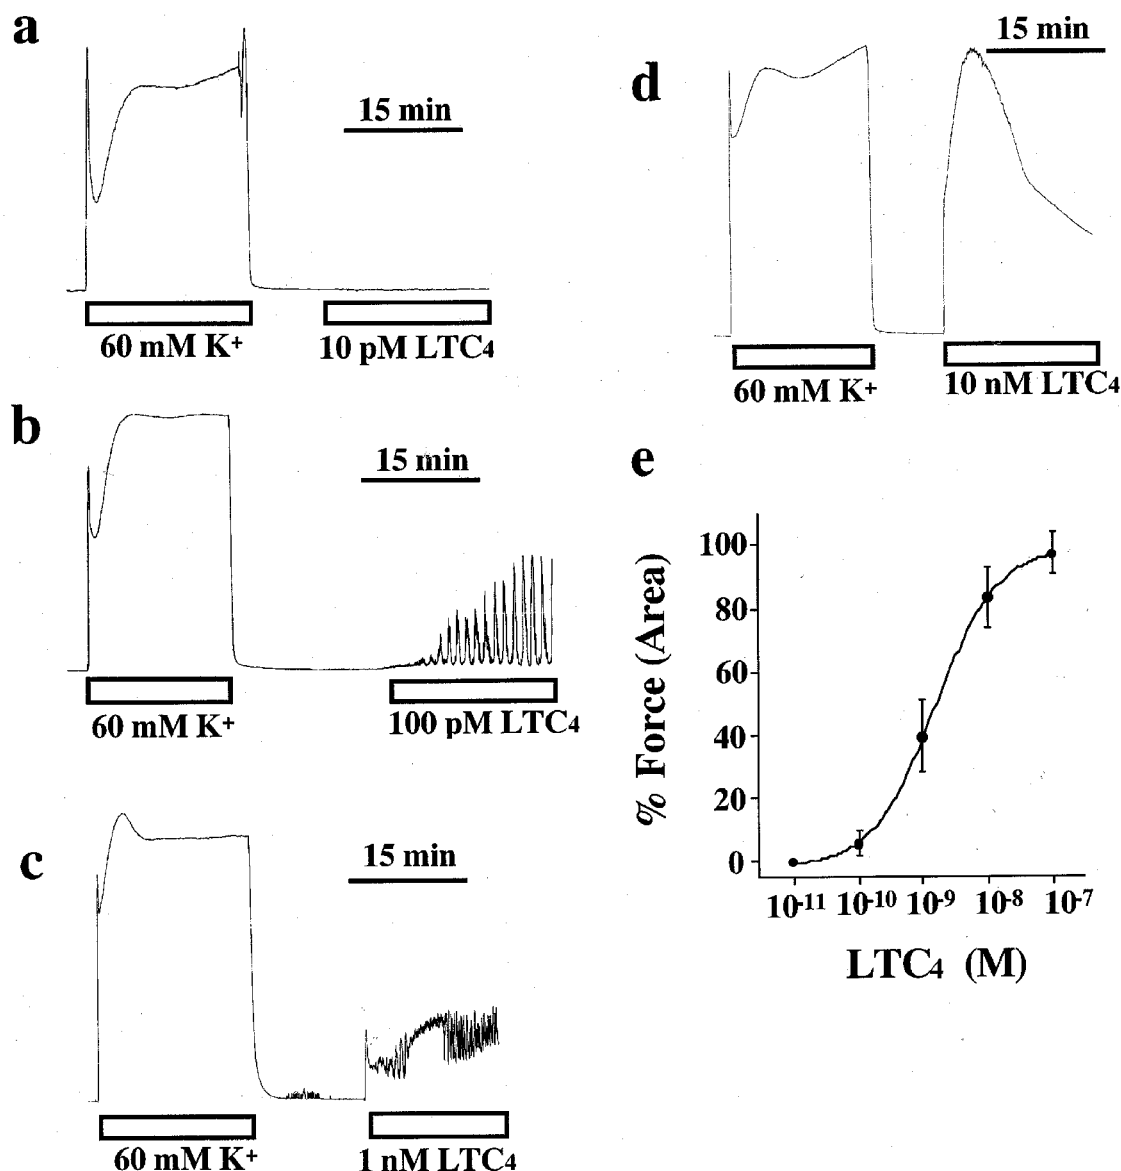 a
15 min
60 mM K+
10 pM LTC4
b
15 min
60 mM K+
100 pM LTC4
c
15 min
60 mM K+
1 nM LTC4
d
15 min
60 mM K+
10 nM LTC4
e
% Force (Area)
100
80
60
40
20
0
10-11 10-10 10-9 10-8 10-7
LTC4 (M)